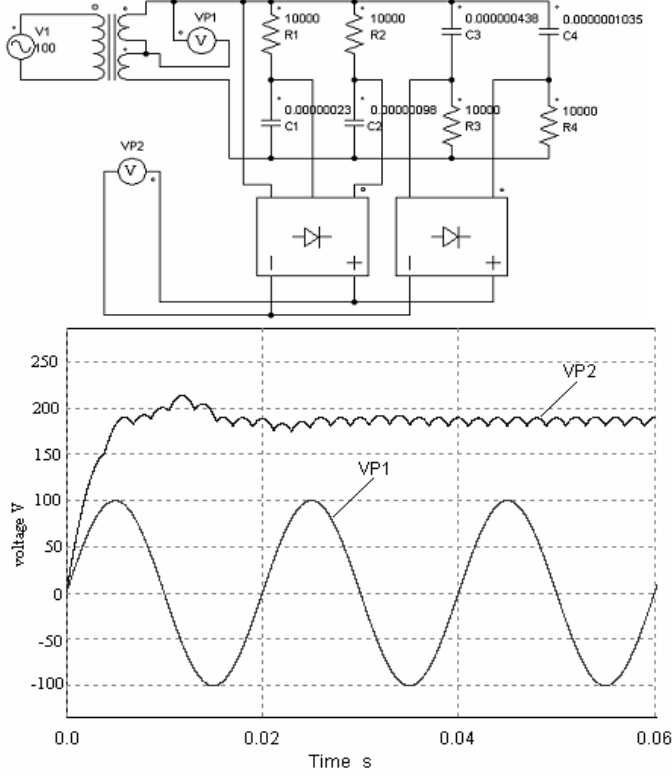 V1
100
VP1
10000
R1
10000
R2
0.000000438
C3
0.0000001035
C4
0.00000023
C1
0.00000098
C2
10000
R3
10000
R4
VP2
V
V
250
200
150
100
50
0
-50
-100
voltage V
VP2
VP1
0.0
0.02
0.04
0.06
Time s